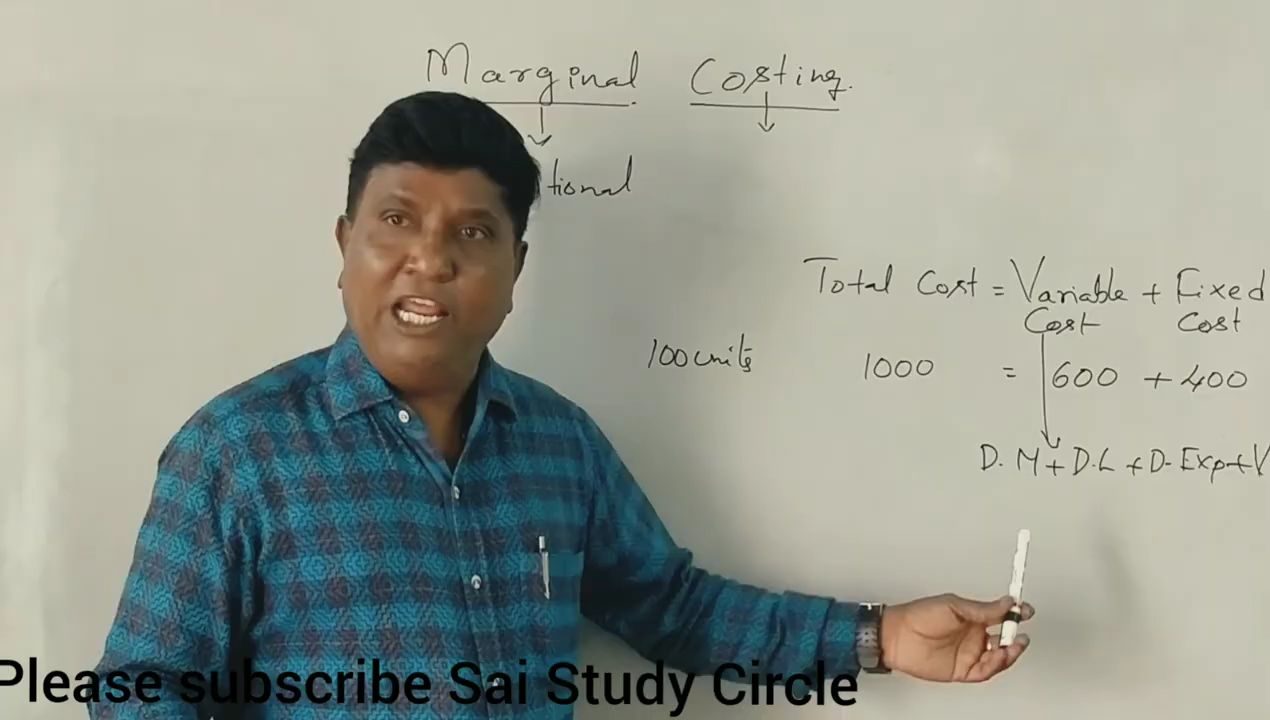 Marginal Costing.
tional
Total Cost = Variable + Fixed
Cost Cost
100 units 1000 = 600 + 400
D. M + D.L + D. Exp + V
Please subscribe Sai Study Circle